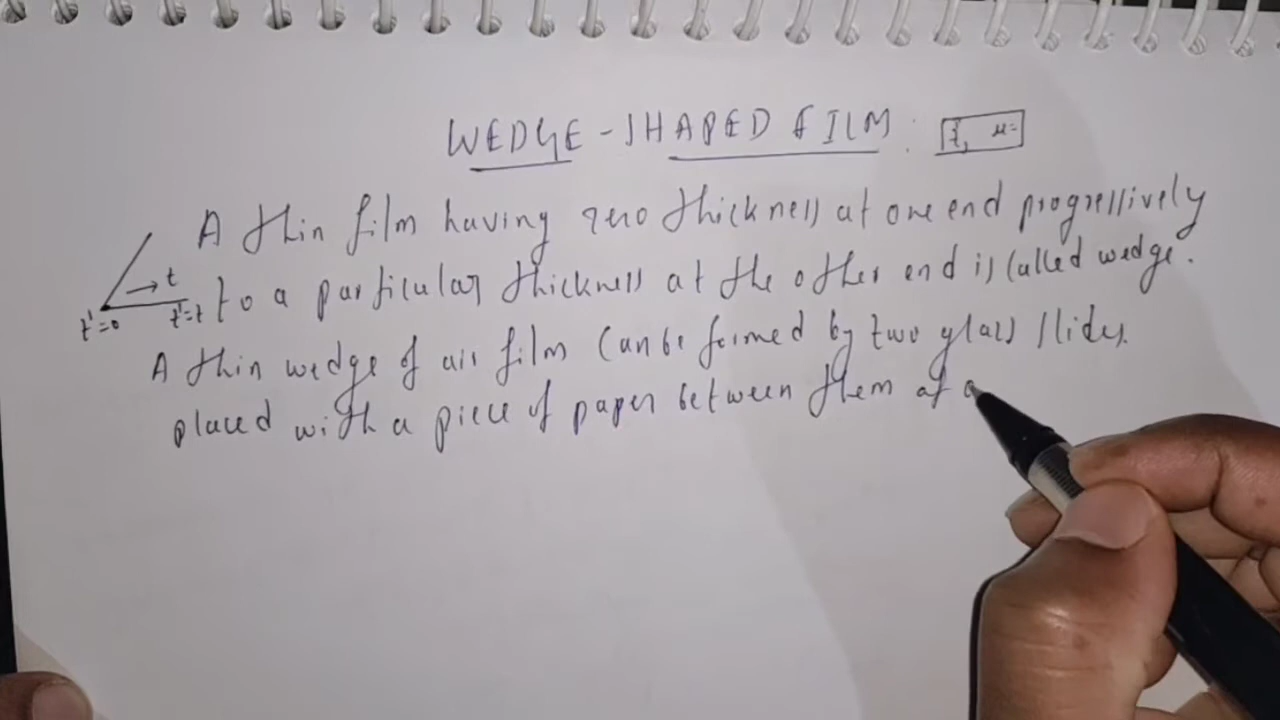 WEDGE-SHAPED FILM: t, μ=
A thin film having zero thickness at one end progressively
to a particular thickness at the other end is called wedge.
→ t
t'=0 t'=t
A thin wedge of air film can be formed by two glass slides.
placed with a piece of paper between them at a